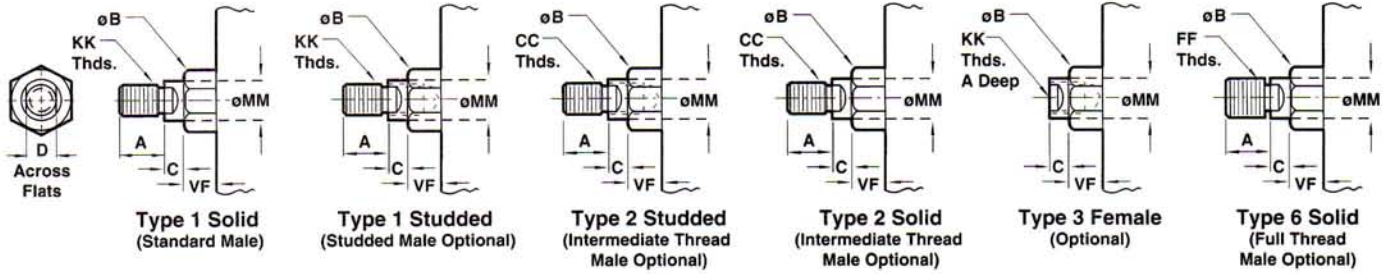 D
Across
Flats
øB
KK
Thds.
øMM
A
C
VF
Type 1 Solid
(Standard Male)
øB
KK
Thds.
øMM
A
C
VF
Type 1 Studded
(Studded Male Optional)
øB
CC
Thds.
øMM
A
C
VF
Type 2 Studded
(Intermediate Thread
Male Optional)
øB
CC
Thds.
øMM
A
C
VF
Type 2 Solid
(Intermediate Thread
Male Optional)
øB
KK
Thds.
A Deep
øMM
C
VF
Type 3 Female
(Optional)
øB
FF
Thds.
øMM
A
C
VF
Type 6 Solid
(Full Thread
Male Optional)